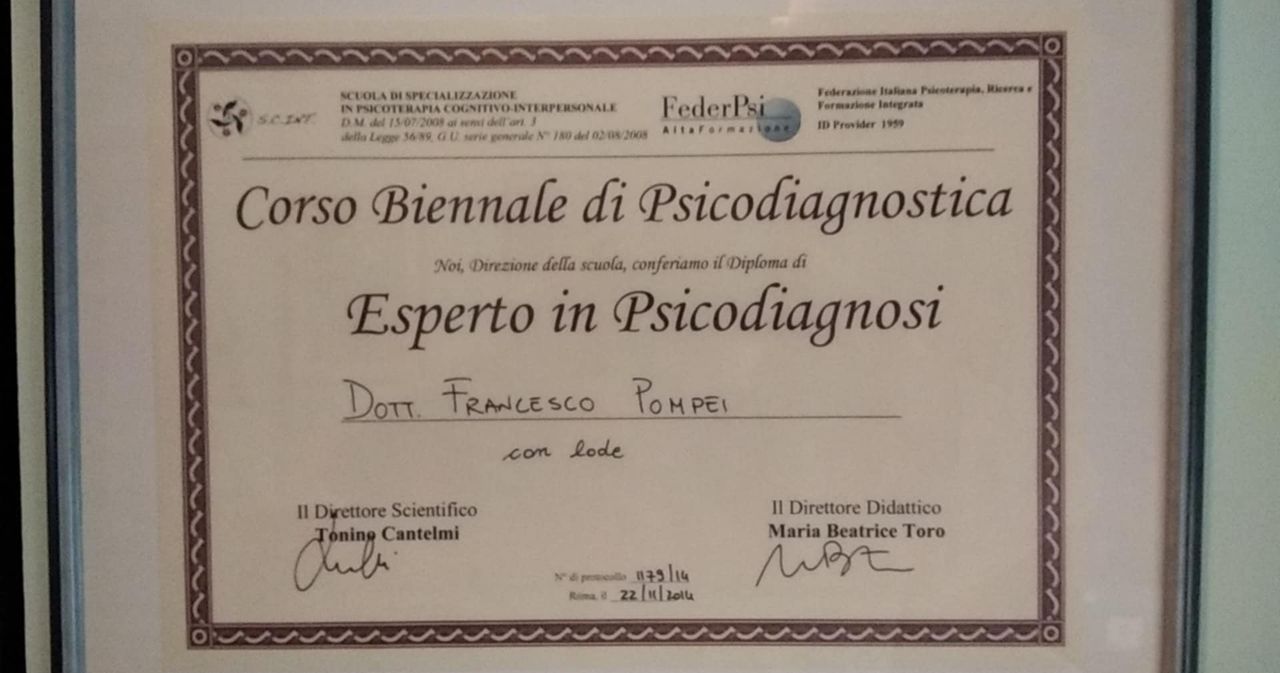 S.C.INT.
SCUOLA DI SPECIALIZZAZIONE
IN PSICOTERAPIA COGNITIVO-INTERPERSONALE
D.M. del 15/07/2008 ai sensi dell'art. 3
della Legge 56/89, G.U. serie generale N° 180 del 02/08/2008
FederPsi
AltaFormazione
Federazione Italiana Psicoterapia, Ricerca e
Formazione Integrata
ID Provider 1959
Corso Biennale di Psicodiagnostica
Noi, Direzione della scuola, conferiamo il Diploma di
Esperto in Psicodiagnosi
DOTT. FRANCESCO POMPEI
con lode
Il Direttore Scientifico
Tonino Cantelmi
Il Direttore Didattico
Maria Beatrice Toro
N° di protocollo 1179/14
Roma, il 22/11/2014